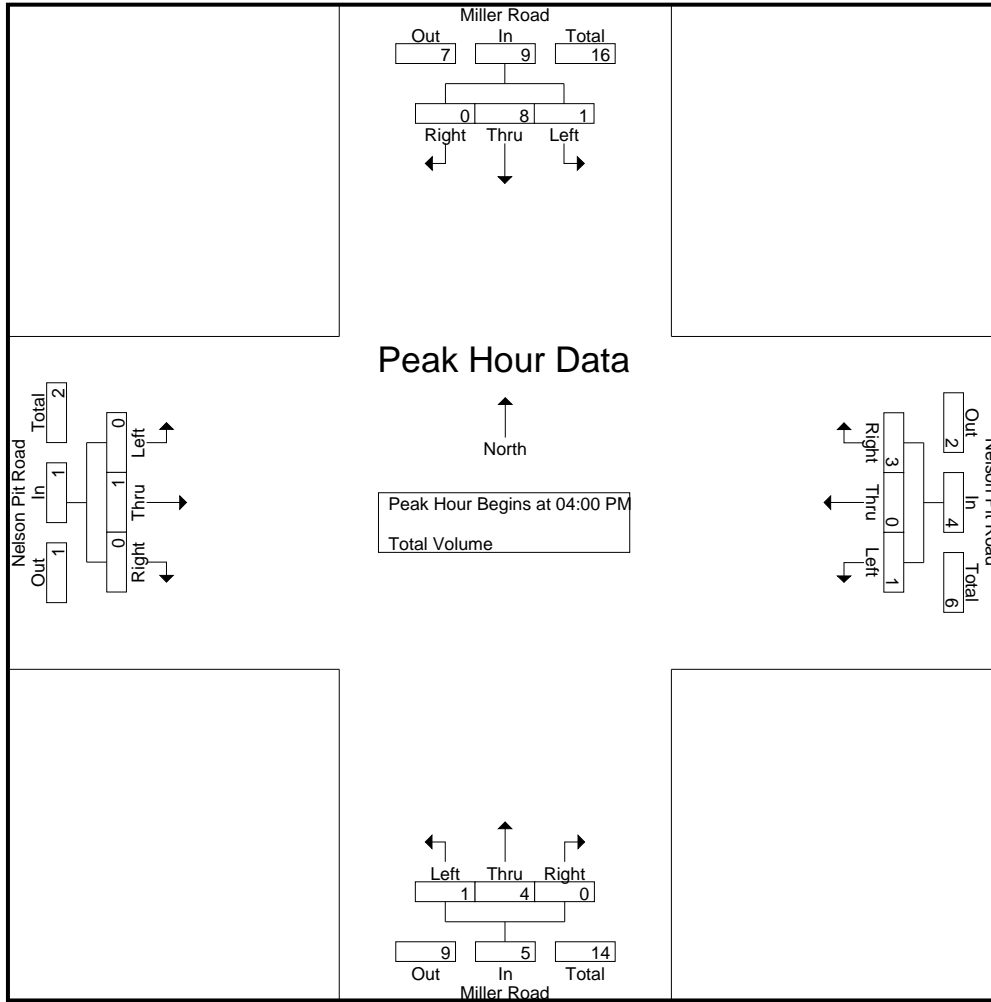 Miller Road
Out In Total
7 9 16
0 8 1
Right Thru Left
Peak Hour Data
North
Peak Hour Begins at 04:00 PM
Total Volume
Nelson Pit Road
Out In Total
1 1 2
Left Thru Right
0 1 0
Nelson Pit Road
Out In Total
2 4 6
Right Thru Left
3 0 1
Left Thru Right
1 4 0
9 5 14
Out In Total
Miller Road